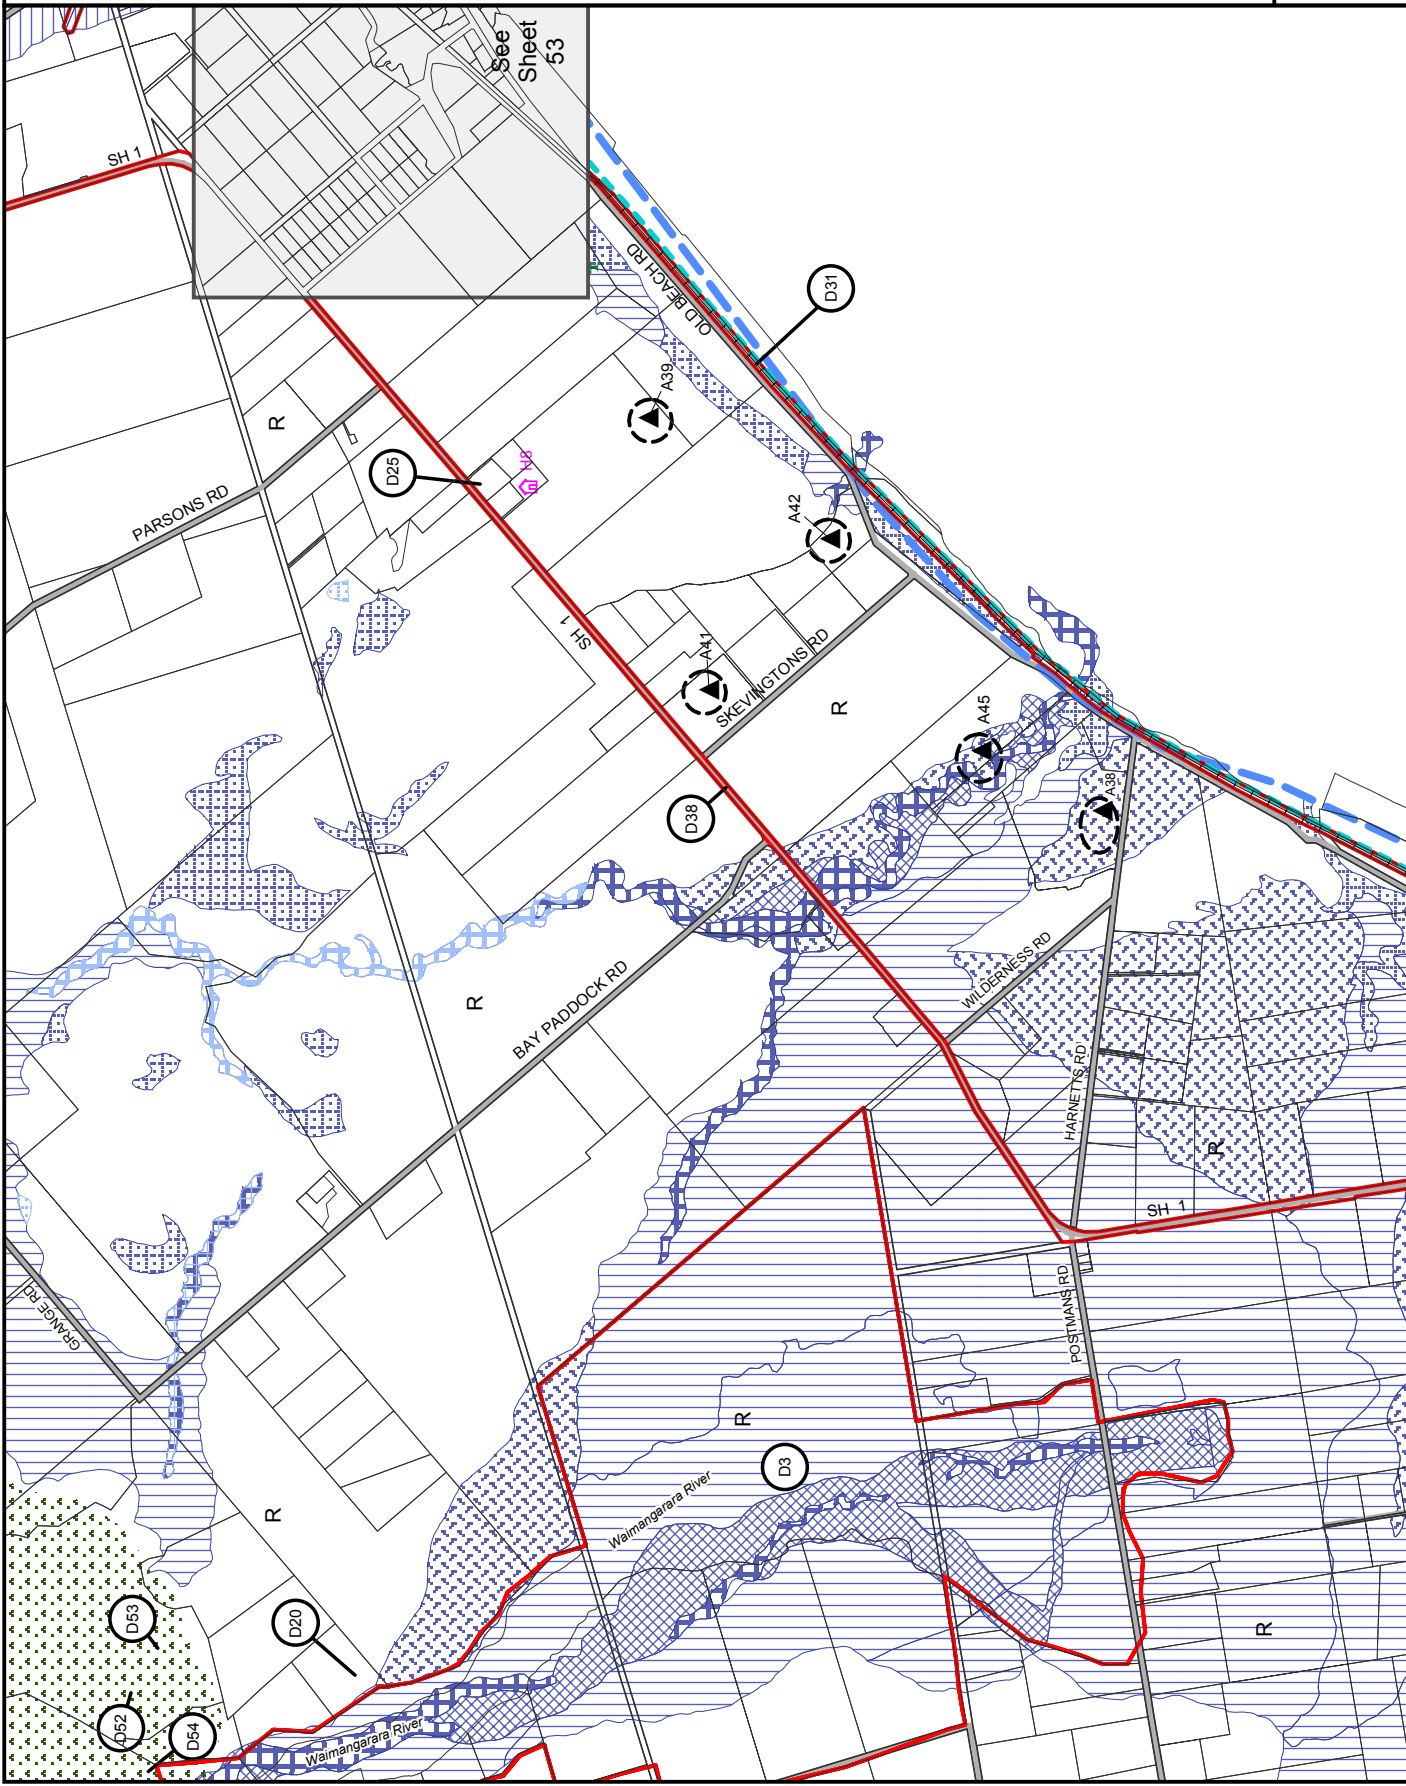 See
Sheet
53
SH 1
OLD BEACH RD
D31
A39
R
D25
H8
PARSONS RD
A42
SH 1
A41
SKEVINGTONS RD
R
A45
D38
A38
R
BAY PADDOCK RD
WILDERNESS RD
HARNETTS RD
R
SH 1
GRANGE RD
POSTMANS RD
R
D3
Waimangarara River
R
D53
D20
R
D52
D54
Waimangarara River